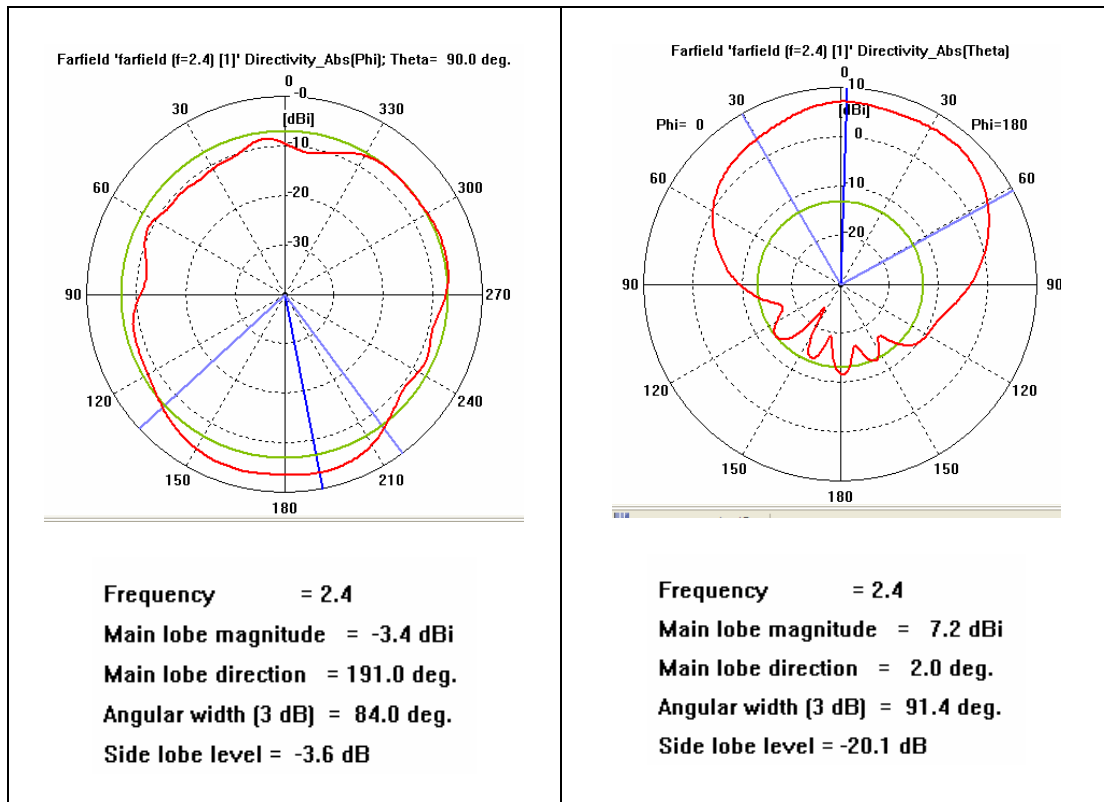 Farfield 'farfield (f=2.4) [1]' Directivity_Abs(Phi); Theta= 90.0 deg.
0
-0
[dBi]
30
330
-10
60
300
-20
-30
90
270
120
240
150
210
180
Frequency = 2.4
Main lobe magnitude = -3.4 dBi
Main lobe direction = 191.0 deg.
Angular width (3 dB) = 84.0 deg.
Side lobe level = -3.6 dB
Farfield 'farfield (f=2.4) [1]' Directivity_Abs(Theta)
0
10
30
[dBi]
30
Phi= 0
0
Phi=180
60
60
-10
-20
90
90
120
120
150
150
180
Frequency = 2.4
Main lobe magnitude = 7.2 dBi
Main lobe direction = 2.0 deg.
Angular width (3 dB) = 91.4 deg.
Side lobe level = -20.1 dB